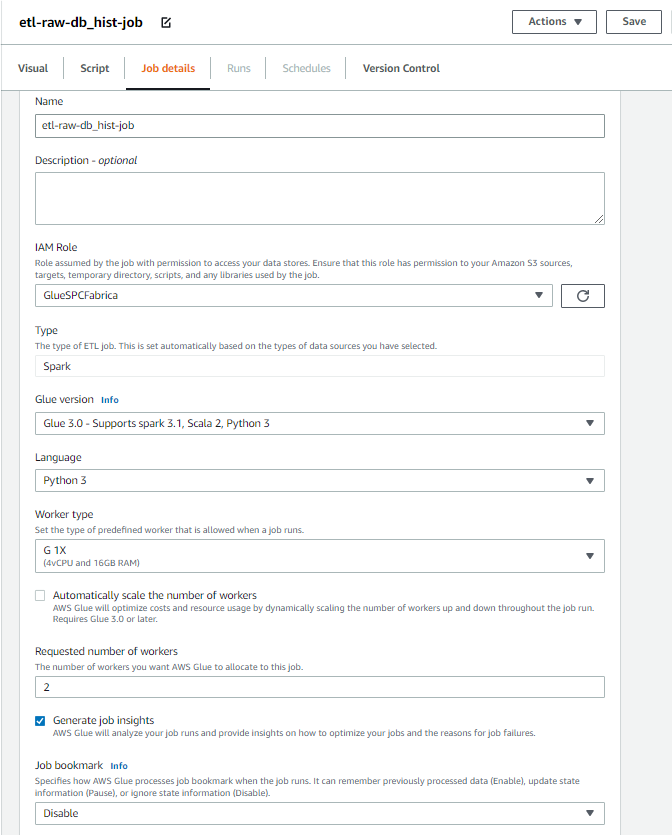 etl-raw-db_hist-job
Actions
Save
Visual
Script
Job details
Runs
Schedules
Version Control
Name
etl-raw-db_hist-job
Description - optional
IAM Role
Role assumed by the job with permission to access your data stores. Ensure that this role has permission to your Amazon S3 sources,
targets, temporary directory, scripts, and any libraries used by the job.
GlueSPCFabrica
Type
The type of ETL job. This is set automatically based on the types of data sources you have selected.
Spark
Glue version Info
Glue 3.0 - Supports spark 3.1, Scala 2, Python 3
Language
Python 3
Worker type
Set the type of predefined worker that is allowed when a job runs.
G 1X
(4vCPU and 16GB RAM)
Automatically scale the number of workers
AWS Glue will optimize costs and resource usage by dynamically scaling the number of workers up and down throughout the job run.
Requires Glue 3.0 or later.
Requested number of workers
The number of workers you want AWS Glue to allocate to this job.
2
Generate job insights
AWS Glue will analyze your job runs and provide insights on how to optimize your jobs and the reasons for job failures.
Job bookmark Info
Specifies how AWS Glue processes job bookmark when the job runs. It can remember previously processed data (Enable), update state
information (Pause), or ignore state information (Disable).
Disable